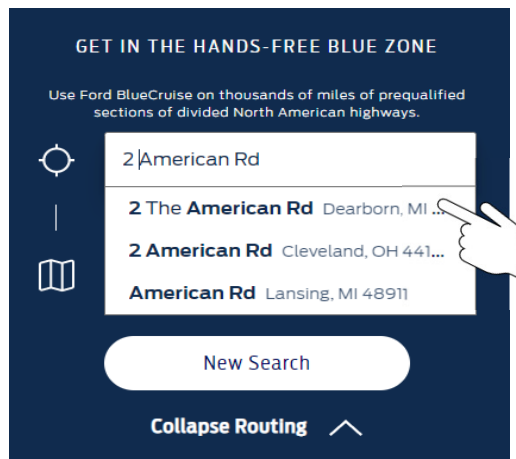 GET IN THE HANDS-FREE BLUE ZONE
Use Ford BlueCruise on thousands of miles of prequalified
sections of divided North American highways.
2 American Rd
2 The American Rd Dearborn, MI ...
2 American Rd Cleveland, OH 441...
American Rd Lansing, MI 48911
New Search
Collapse Routing